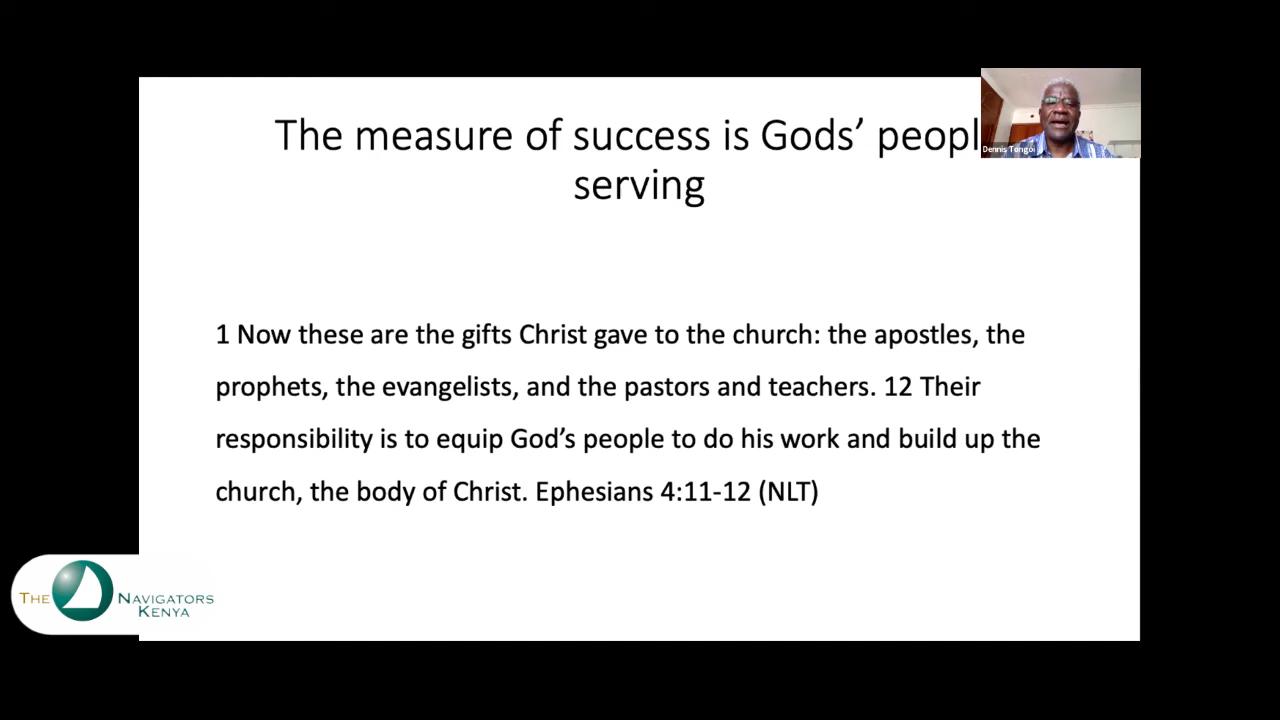 The measure of success is Gods’ peopl
serving
Dennis Tongoi
1 Now these are the gifts Christ gave to the church: the apostles, the
prophets, the evangelists, and the pastors and teachers. 12 Their
responsibility is to equip God’s people to do his work and build up the
church, the body of Christ. Ephesians 4:11-12 (NLT)
THE NAVIGATORS
KENYA